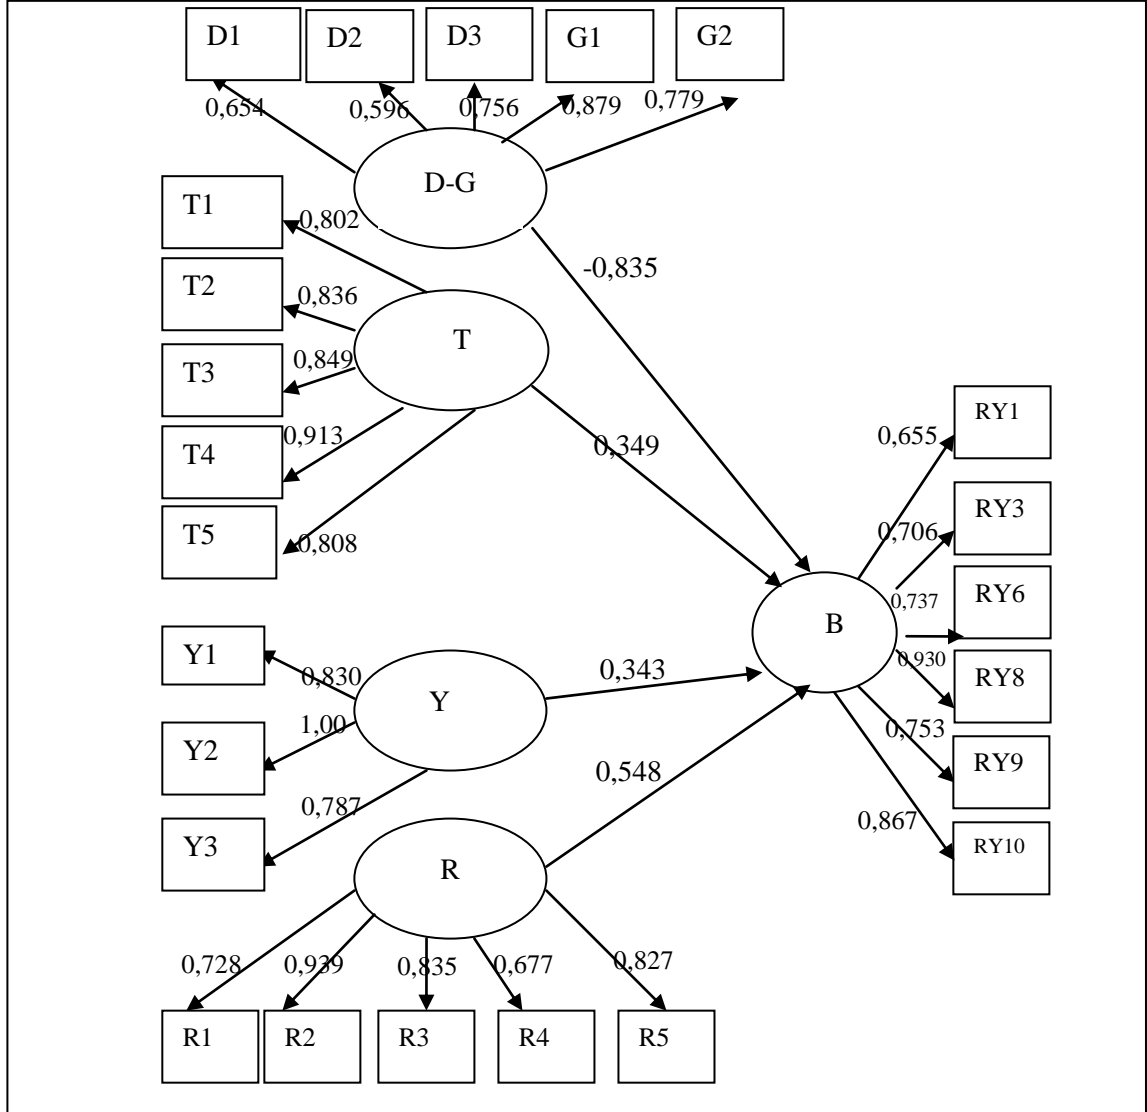 D1 D2 D3 G1 G2
0,654 0,596 0,756 0,879 0,779
D-G
T1
0,802
-0,835
T2
0,836
T
T3
0,849
T4
0,913
0,349
T5
0,808
RY1
0,655
RY3
0,706
RY6
0,737
B
0,930
RY8
0,753
RY9
0,867
RY10
Y1
0,830
Y
0,343
Y2
1,00
Y3
0,787
0,548
R
0,728 0,939 0,835 0,677 0,827
R1 R2 R3 R4 R5